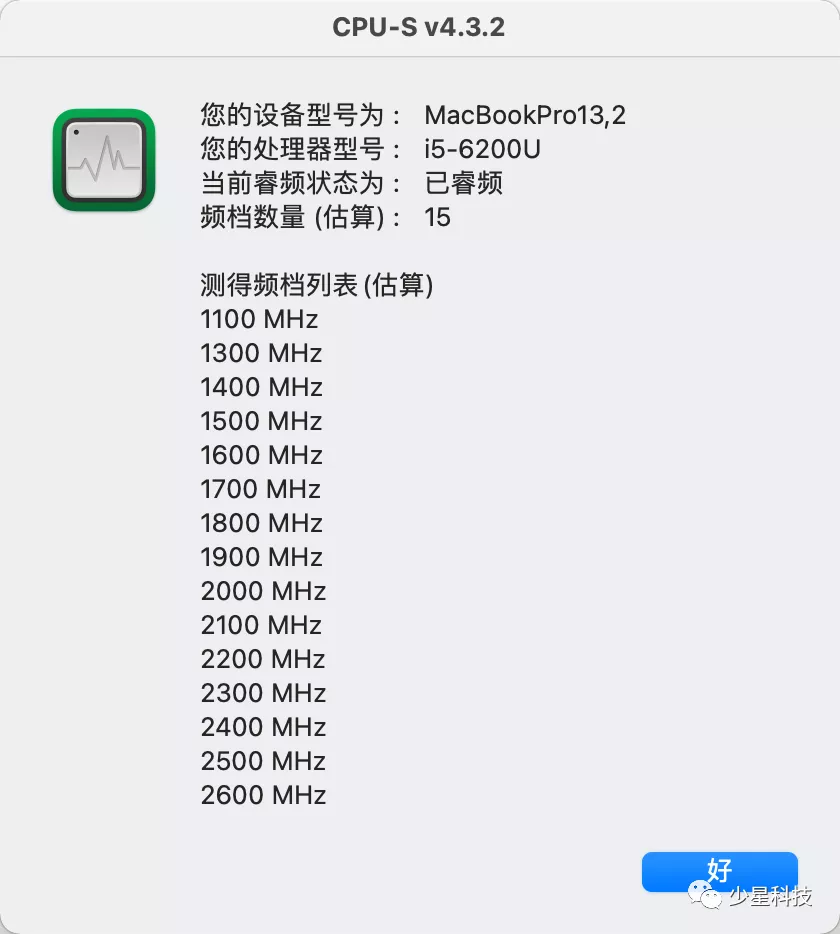 CPU-S v4.3.2
您的设备型号为： MacBookPro13,2
您的处理器型号： i5-6200U
当前睿频状态为： 已睿频
频档数量 (估算)： 15
测得频档列表 (估算)
1100 MHz
1300 MHz
1400 MHz
1500 MHz
1600 MHz
1700 MHz
1800 MHz
1900 MHz
2000 MHz
2100 MHz
2200 MHz
2300 MHz
2400 MHz
2500 MHz
2600 MHz
好
少星科技